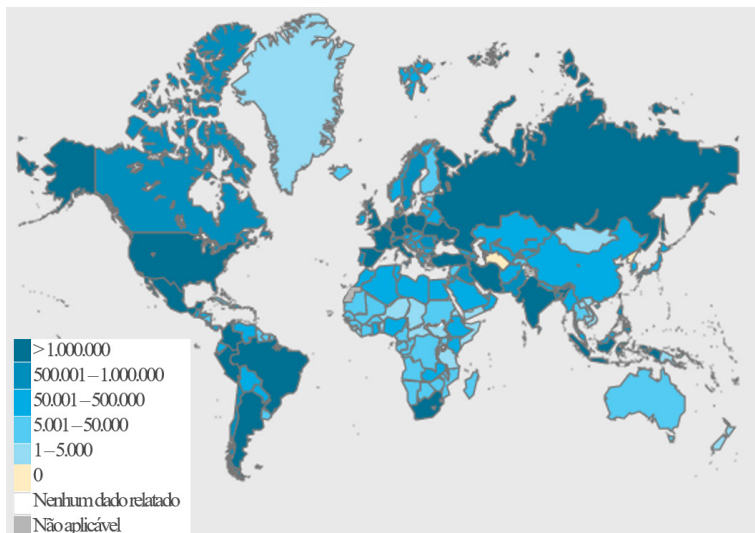 > 1.000.000
500.001 – 1.000.000
50.001 – 500.000
5.001 – 50.000
1 – 5.000
0
Nenhum dado relatado
Não aplicável